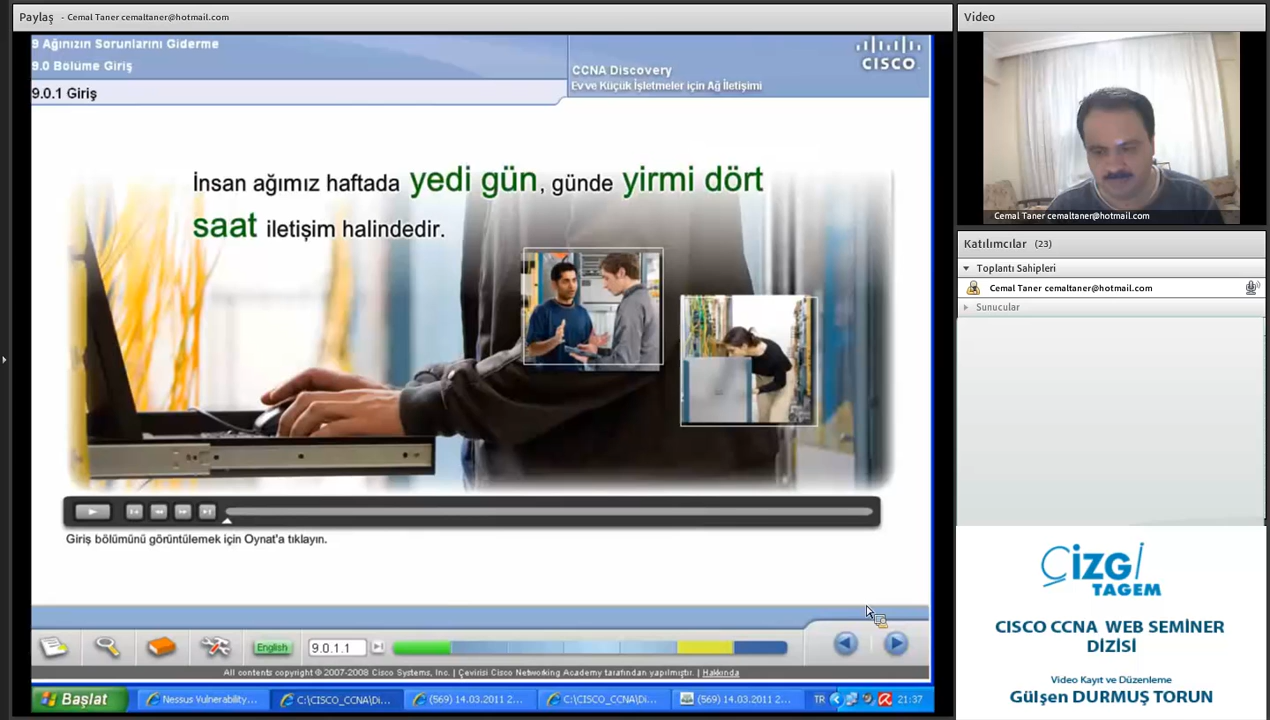 Paylaş - Cemal Taner cemaltaner@hotmail.com
9 Ağınızın Sorunlarını Giderme
9.0 Bölüme Giriş
9.0.1 Giriş
CCNA Discovery
Ev ve Küçük İşletmeler için Ağ İletişimi
CISCO
İnsan ağımız haftada yedi gün, günde yirmi dört
saat iletişim halindedir.
Giriş bölümünü görüntülemek için Oynat'a tıklayın.
English
9.0.1.1
All contents copyright © 2007-2008 Cisco Systems, Inc. | Çevirisi Cisco Networking Academy tarafından yapılmıştır. | Hakkında
Başlat
Nessus Vulnerability...
C:\CISCO_CCNA\Di...
(569) 14.03.2011 2...
C:\CISCO_CCNA\Di...
(569) 14.03.2011 2...
TR
21:37
Video
Cemal Taner cemaltaner@hotmail.com
Katılımcılar (23)
Toplantı Sahipleri
Cemal Taner cemaltaner@hotmail.com
Sunucular
ÇİZGİ
TAGEM
CISCO CCNA WEB SEMİNER
DİZİSİ
Video Kayıt ve Düzenleme
Gülşen DURMUŞ TORUN